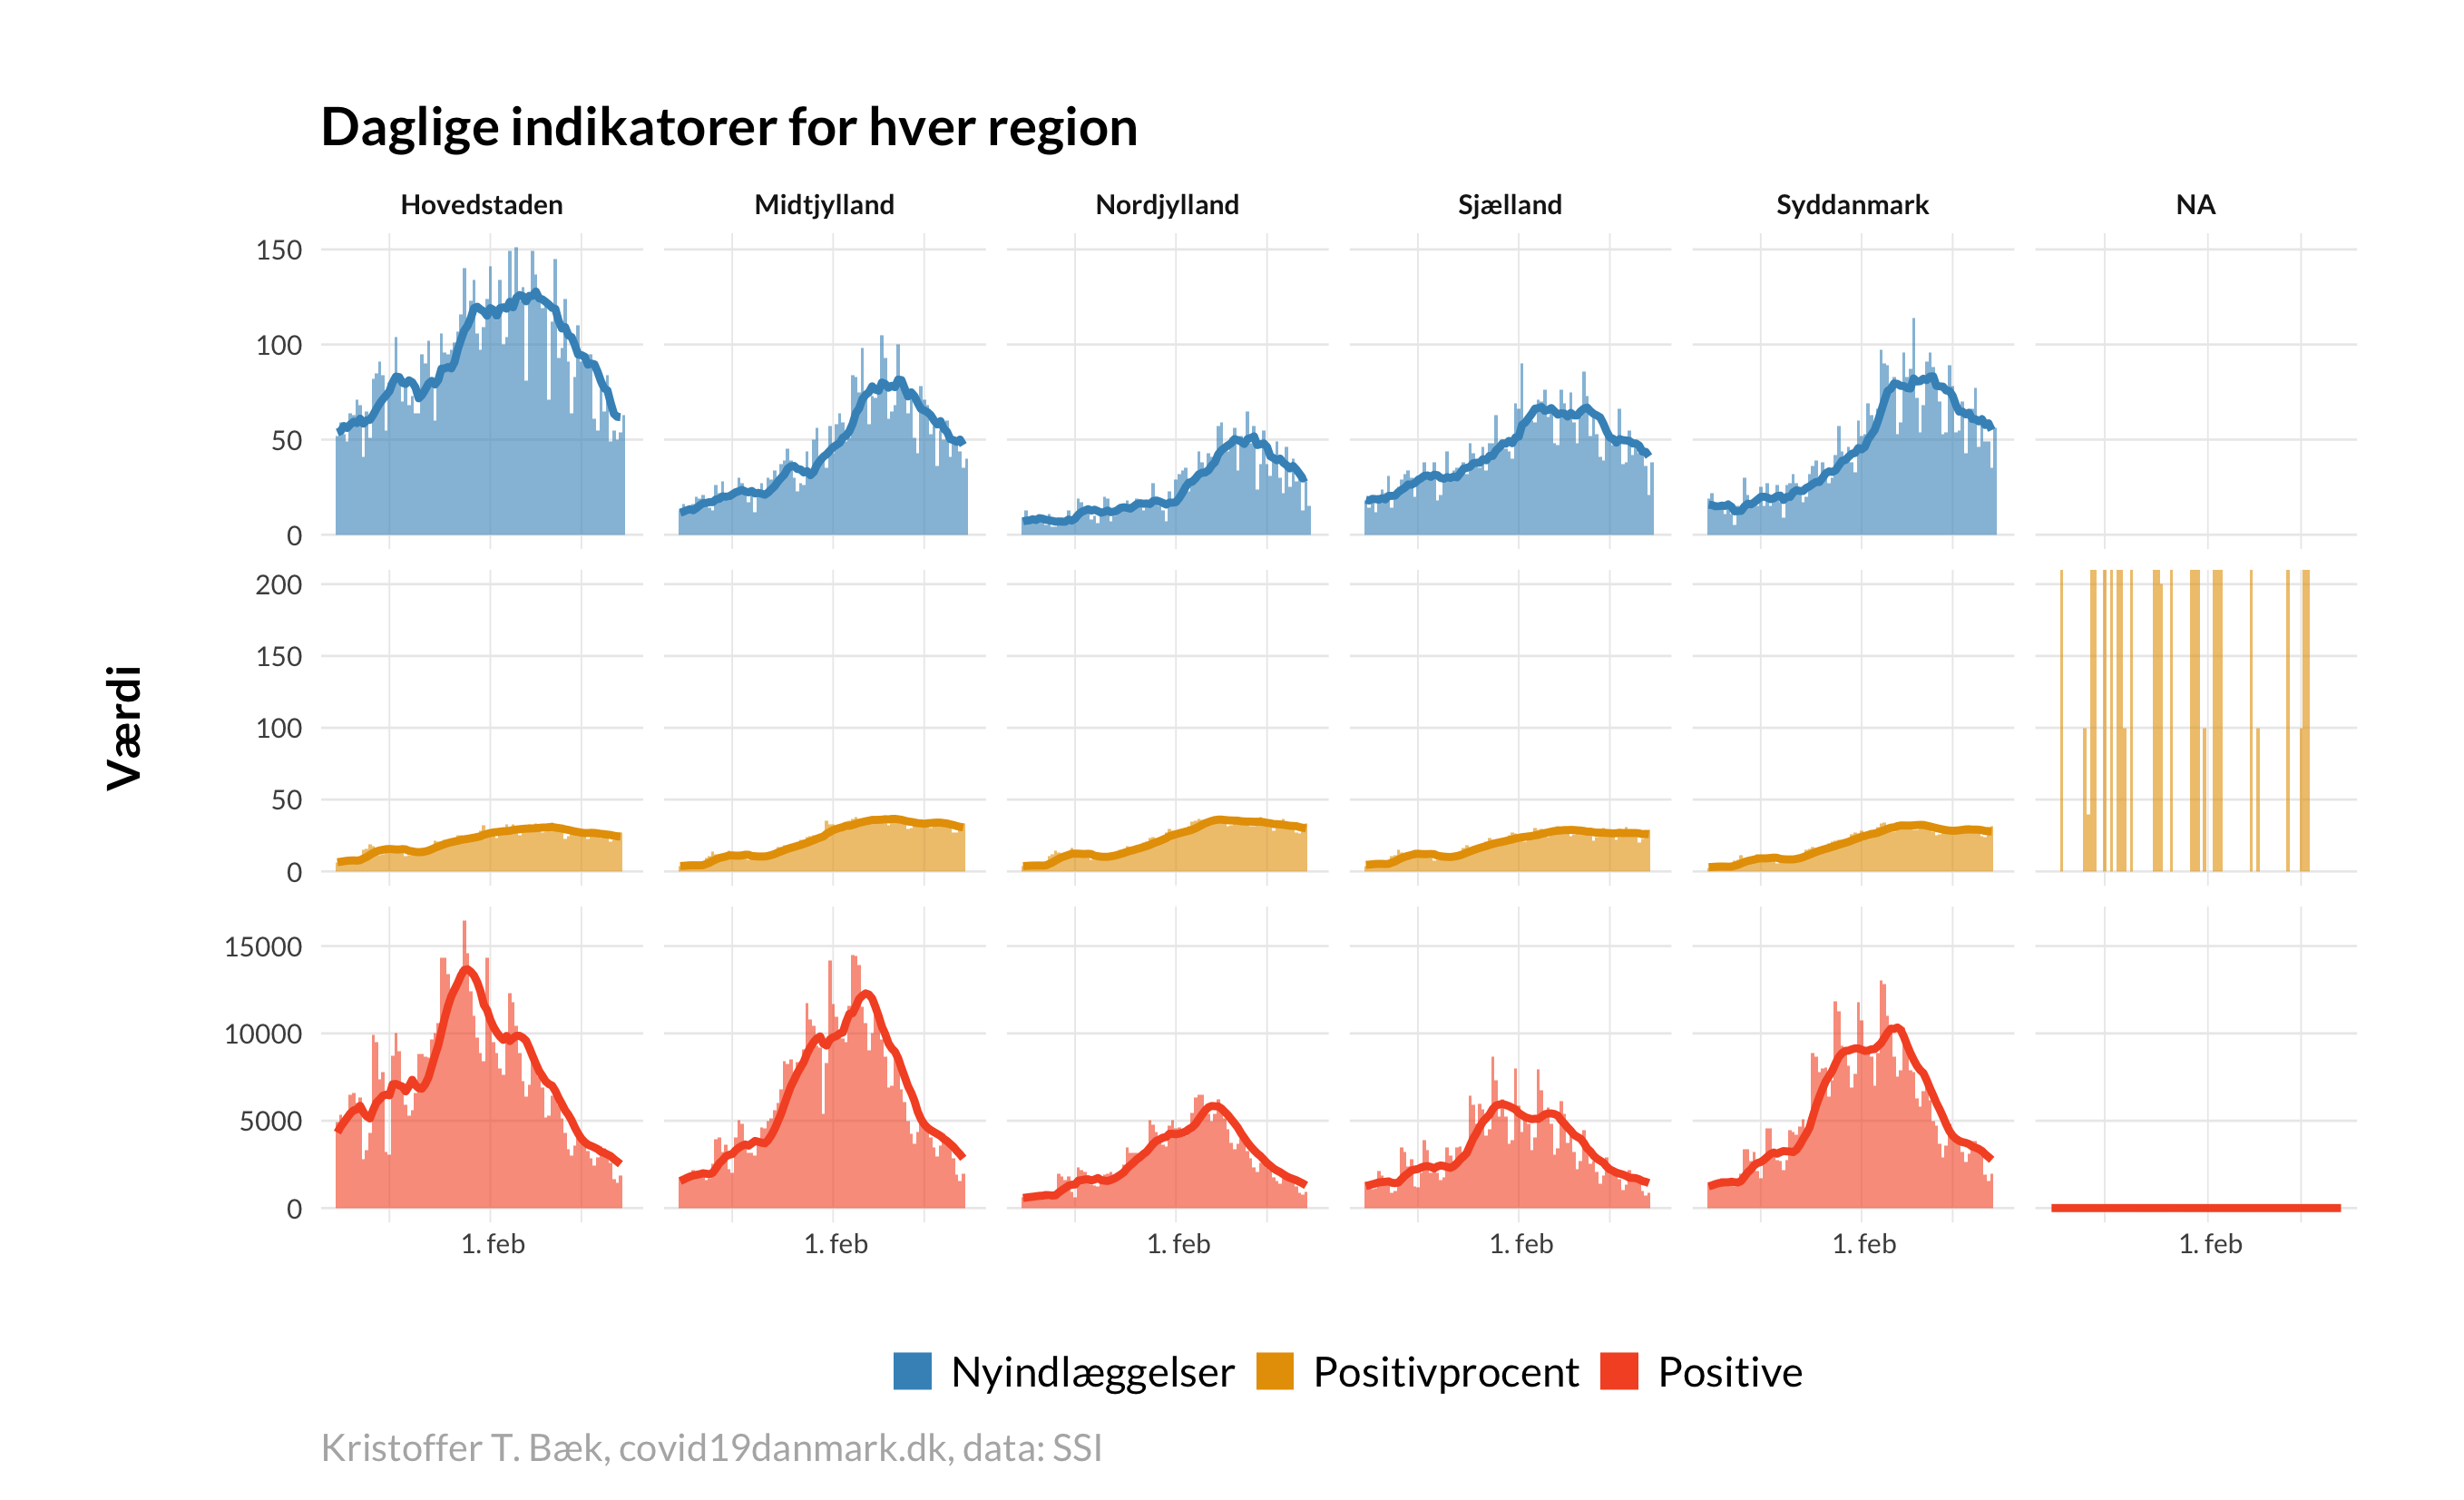 Daglige indikatorer for hver region
Hovedstaden Midtjylland Nordjylland Sjælland Syddanmark NA
150
100
50
0
200
150
100
50
0
15000
10000
5000
0
Værdi
1. feb 1. feb 1. feb 1. feb 1. feb 1. feb
Nyindlæggelser Positivprocent Positive
Kristoffer T. Bæk, covid19danmark.dk, data: SSI